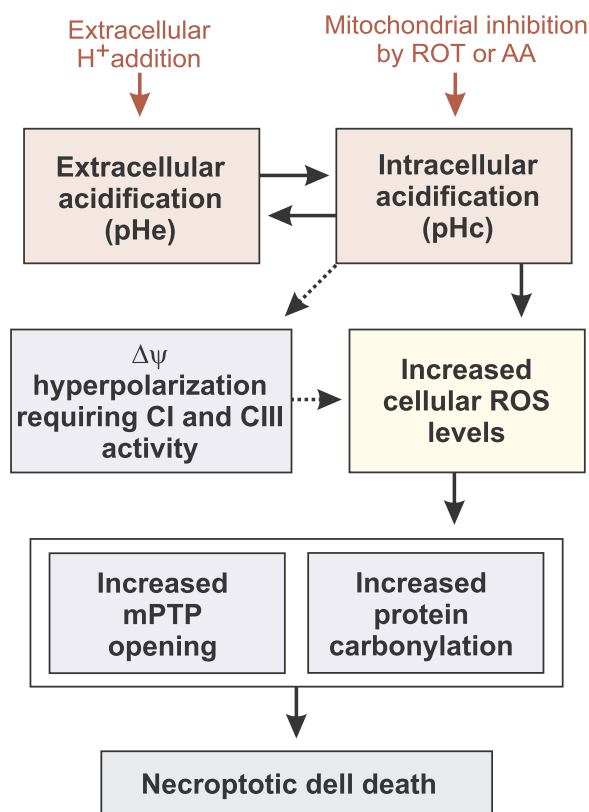 Extracellular
H⁺addition
Mitochondrial inhibition
by ROT or AA
Extracellular
acidification
(pHe)
Intracellular
acidification
(pHc)
Δψ
hyperpolarization
requiring CI and CIII
activity
Increased
cellular ROS
levels
Increased
mPTP
opening
Increased
protein
carbonylation
Necroptotic dell death